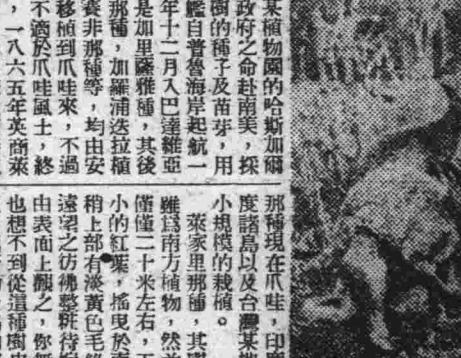 某植物園的哈斯加爾
政府之命赴南美，採
樹的種子及苗芽，用
艦自普魯海岸起航一
年十二月入巴達維亞
是加里薩雅種，其後
那種，加羅浦迭拉植
非那種等，均由安
移植到爪哇來，不過
不適於爪哇風土，終
，一八六五年英商萊
那種現在爪哇，印
度諸島以及台灣某
小規模的栽植。
萊家里那種，其
雖爲南方植物，然
僅僅二十米左右，
小的紅葉，搖曳於
稍上部有淡黃色毛
遠望之彷彿整粧待
由表面上觀之，你
也想不到從這種樹